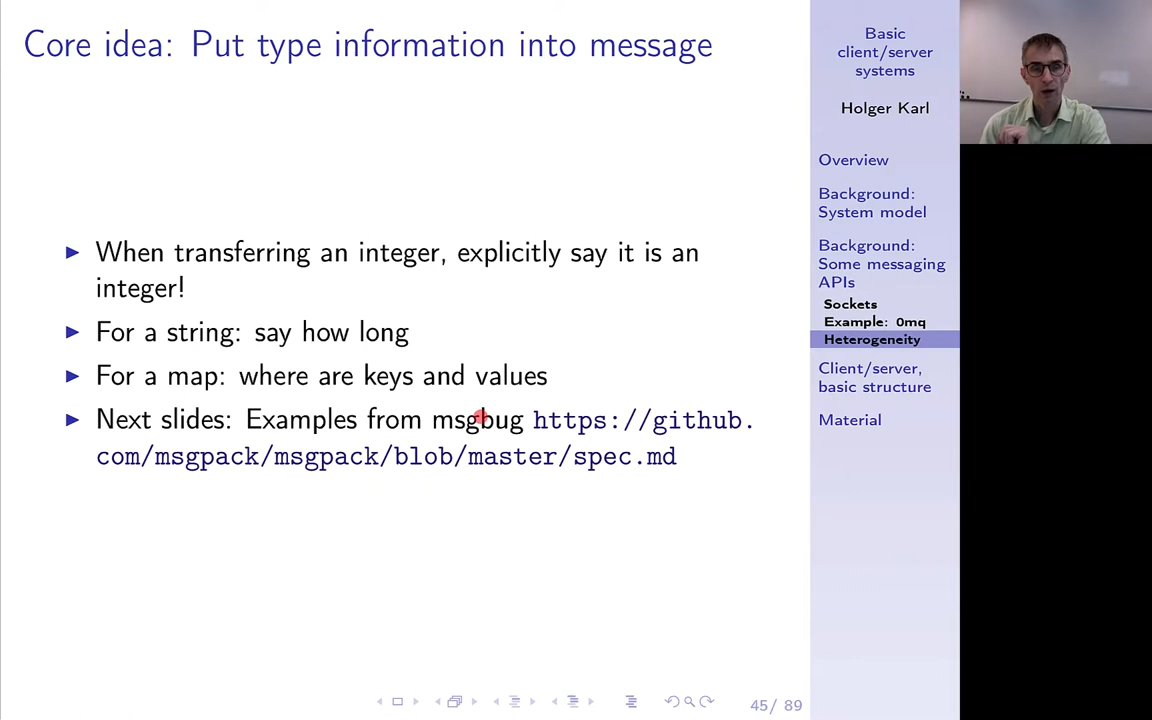 Core idea: Put type information into message
▶ When transferring an integer, explicitly say it is an
integer!
▶ For a string: say how long
▶ For a map: where are keys and values
▶ Next slides: Examples from msgbug https://github.
com/msgpack/msgpack/blob/master/spec.md
45/ 89
Basic
client/server
systems
Holger Karl
Overview
Background:
System model
Background:
Some messaging
APIs
Sockets
Example: 0mq
Heterogeneity
Client/server,
basic structure
Material